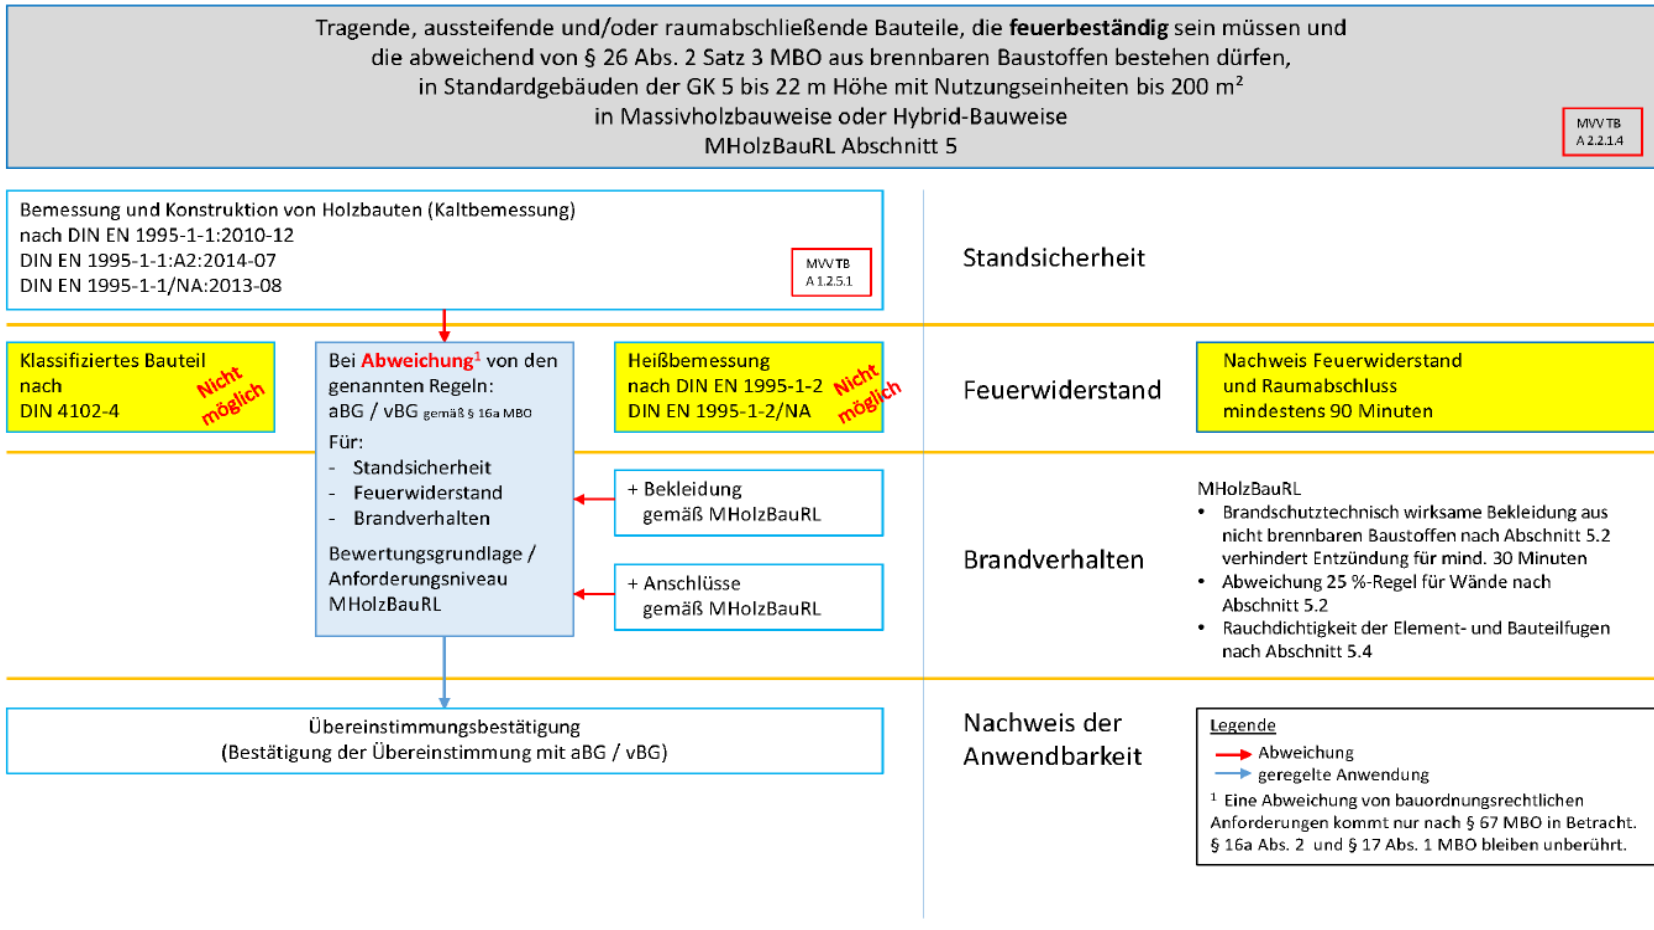 Tragende, aussteifende und/oder raumabschließende Bauteile, die feuerbeständig sein müssen und
die abweichend von § 26 Abs. 2 Satz 3 MBO aus brennbaren Baustoffen bestehen dürfen,
in Standardgebäuden der GK 5 bis 22 m Höhe mit Nutzungseinheiten bis 200 m²
in Massivholzbauweise oder Hybrid-Bauweise
MHolzBauRL Abschnitt 5
MVV TB
A 2.2.1.4
Bemessung und Konstruktion von Holzbauten (Kaltbemessung)
nach DIN EN 1995-1-1:2010-12
DIN EN 1995-1-1:A2:2014-07
DIN EN 1995-1-1/NA:2013-08
MVV TB
A 1.2.5.1
Standsicherheit
Klassifiziertes Bauteil
nach
DIN 4102-4
Nicht
möglich
Bei Abweichung¹ von den
genannten Regeln:
aBG / vBG gemäß § 16a MBO
Für:
- Standsicherheit
- Feuerwiderstand
- Brandverhalten
Bewertungsgrundlage /
Anforderungsniveau
MHolzBauRL
Heißbemessung
nach DIN EN 1995-1-2
DIN EN 1995-1-2/NA
Nicht
möglich
Feuerwiderstand
Nachweis Feuerwiderstand
und Raumabschluss
mindestens 90 Minuten
+ Bekleidung
gemäß MHolzBauRL
+ Anschlüsse
gemäß MHolzBauRL
Brandverhalten
MHolzBauRL
• Brandschutztechnisch wirksame Bekleidung aus
nicht brennbaren Baustoffen nach Abschnitt 5.2
verhindert Entzündung für mind. 30 Minuten
• Abweichung 25 %-Regel für Wände nach
Abschnitt 5.2
• Rauchdichtigkeit der Element- und Bauteilfugen
nach Abschnitt 5.4
Übereinstimmungsbestätigung
(Bestätigung der Übereinstimmung mit aBG / vBG)
Nachweis der
Anwendbarkeit
Legende
Abweichung
geregelte Anwendung
¹ Eine Abweichung von bauordnungsrechtlichen
Anforderungen kommt nur nach § 67 MBO in Betracht.
§ 16a Abs. 2 und § 17 Abs. 1 MBO bleiben unberührt.